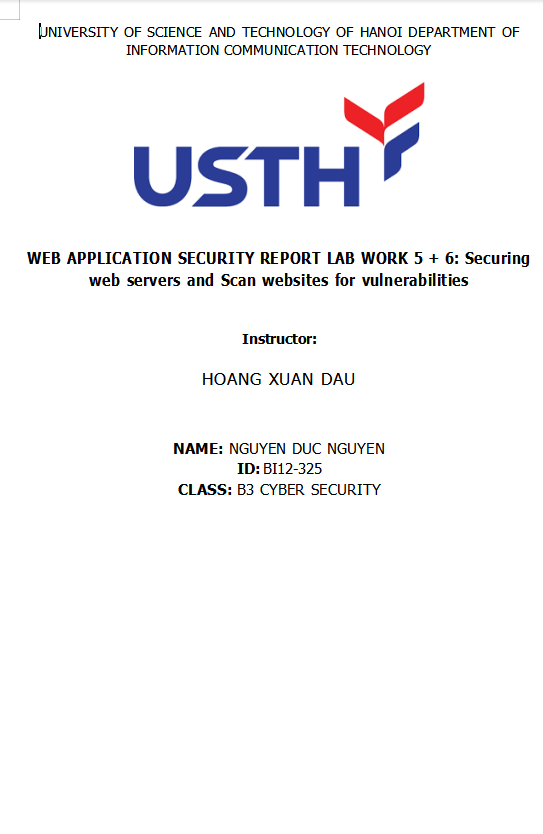 UNIVERSITY OF SCIENCE AND TECHNOLOGY OF HANOI DEPARTMENT OF
INFORMATION COMMUNICATION TECHNOLOGY
USTH
WEB APPLICATION SECURITY REPORT LAB WORK 5 + 6: Securing
web servers and Scan websites for vulnerabilities
Instructor:
HOANG XUAN DAU
NAME: NGUYEN DUC NGUYEN
ID: BI12-325
CLASS: B3 CYBER SECURITY